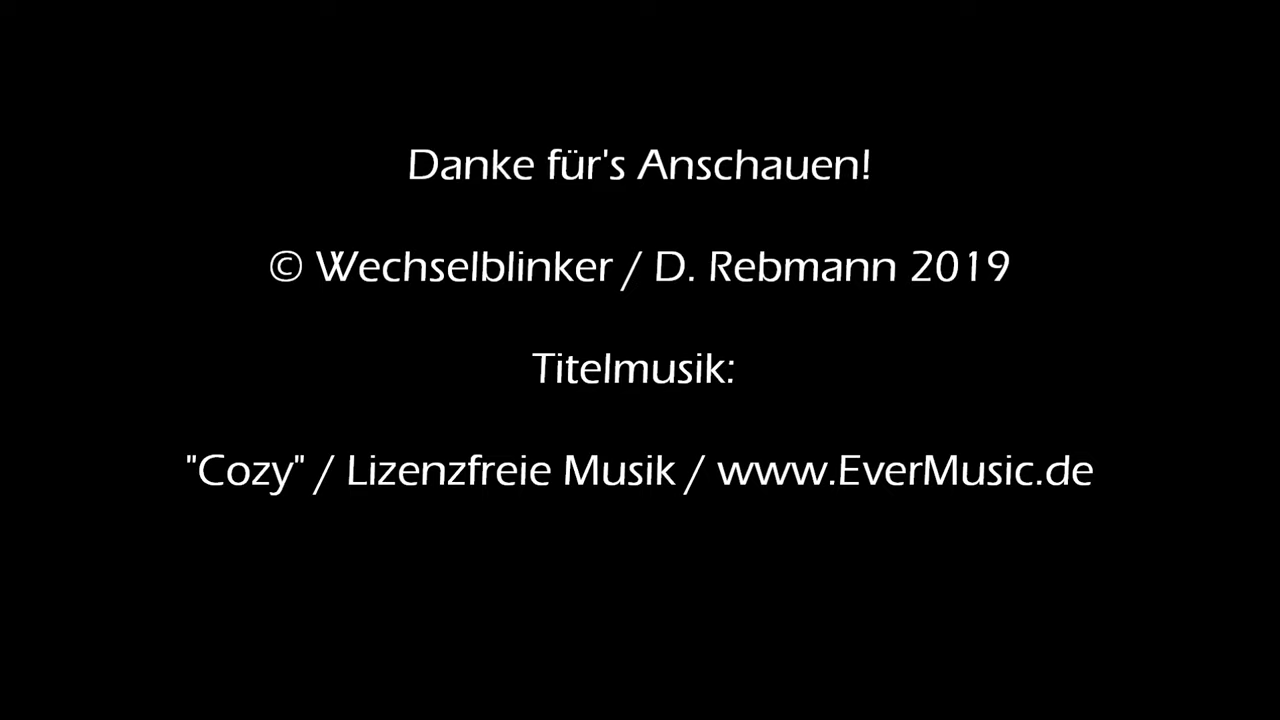 Danke für's Anschauen!
© Wechselblinker / D. Rebmann 2019
Titelmusik:
"Cozy" / Lizenzfreie Musik / www.EverMusic.de